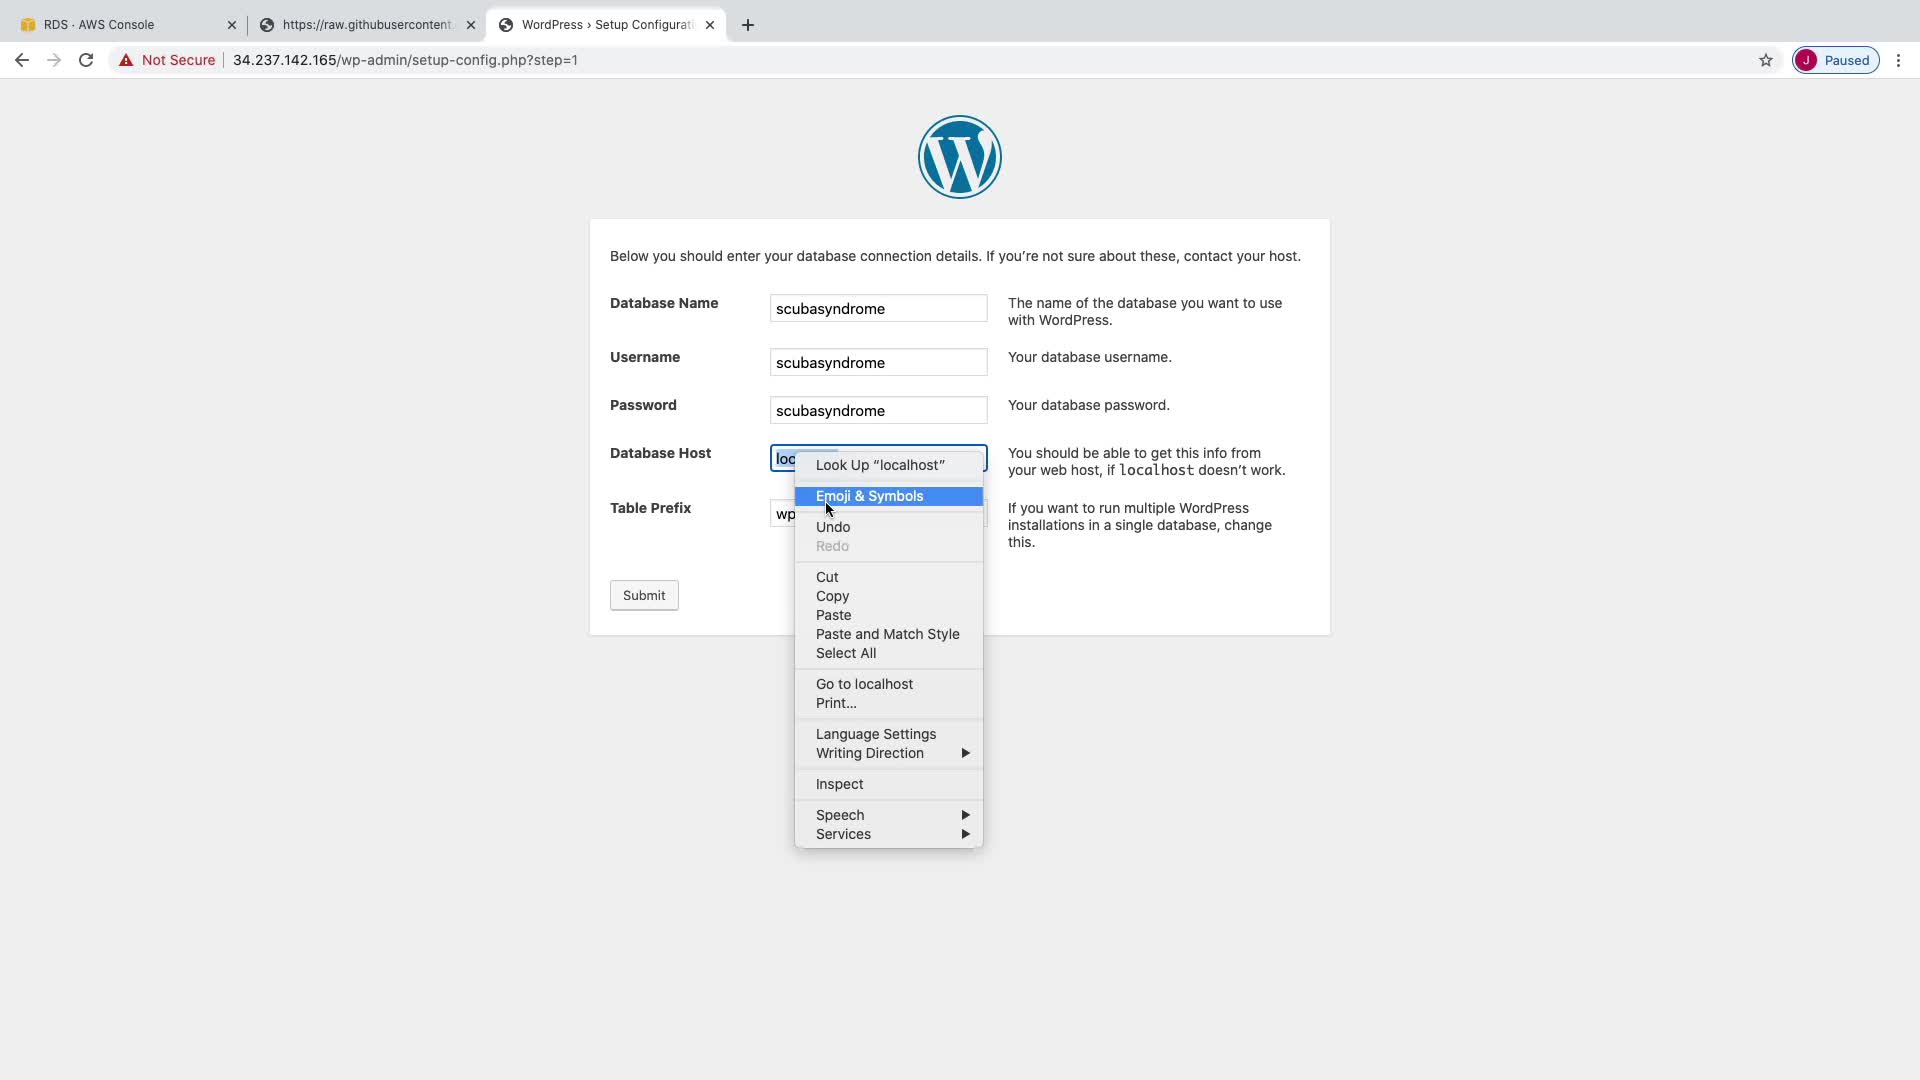 RDS · AWS Console
https://raw.githubusercontent.
WordPress › Setup Configurati
Not Secure
34.237.142.165/wp-admin/setup-config.php?step=1
J
Paused
Below you should enter your database connection details. If you’re not sure about these, contact your host.
Database Name
scubasyndrome
The name of the database you want to use
with WordPress.
Username
scubasyndrome
Your database username.
Password
scubasyndrome
Your database password.
Database Host
loc
You should be able to get this info from
your web host, if localhost doesn’t work.
Table Prefix
wp
If you want to run multiple WordPress
installations in a single database, change
this.
Submit
Look Up “localhost”
Emoji & Symbols
Undo
Redo
Cut
Copy
Paste
Paste and Match Style
Select All
Go to localhost
Print...
Language Settings
Writing Direction
Inspect
Speech
Services